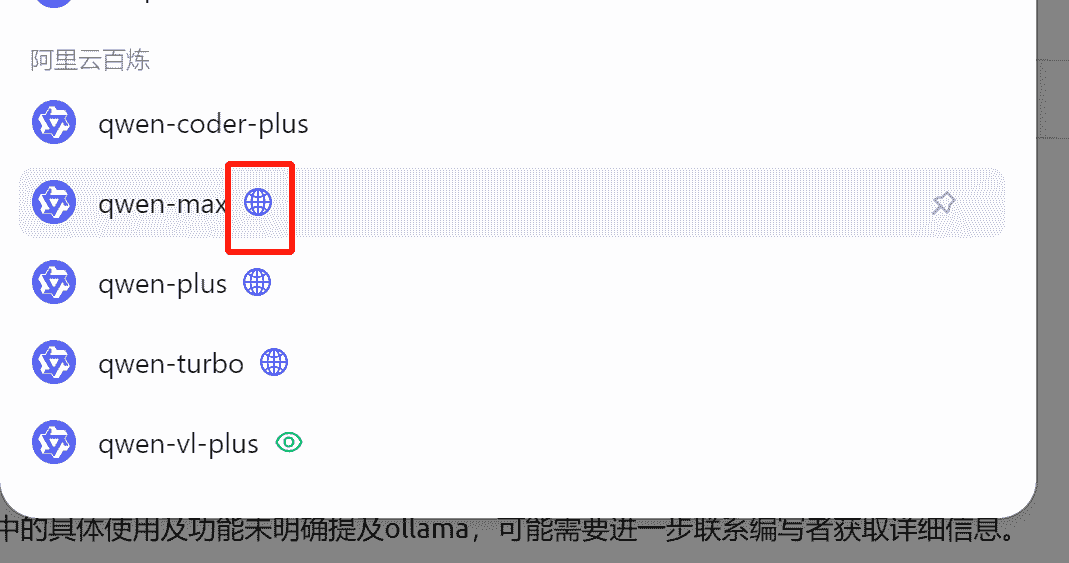 阿里云百炼
qwen-coder-plus
qwen-max
qwen-plus
qwen-turbo
qwen-vl-plus
中的具体使用及功能未明确提及ollama，可能需要进一步联系编写者获取详细信息。